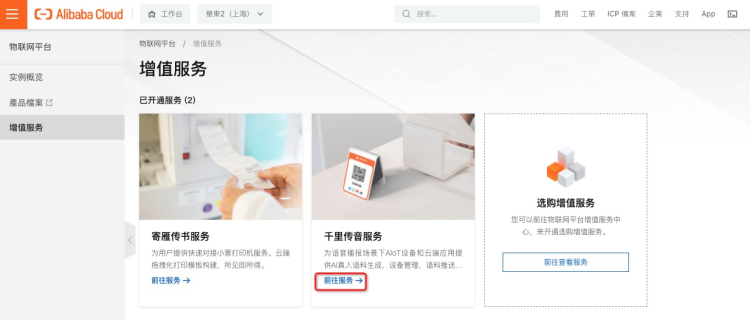 Alibaba Cloud
工作台
華東2（上海）
搜索...
費用
工單
ICP 備案
企業
支持
App
物联网平台
实例概览
產品檔案
增值服务
物联网平台 / 增值服务
增值服务
已开通服务 (2)
寄雁传书服务
为用户提供快速对接小票打印机服务。云端
拖拽化打印模板构建，所见即所得。
前往服务
千里传音服务
为语音播报场景下AIoT设备和云端应用提
供AI真人语料生成、设备管理、语料推送...
前往服务
选购增值服务
您可以前往物联网平台增值服务中
心，来开通选购增值服务。
前往查看服务